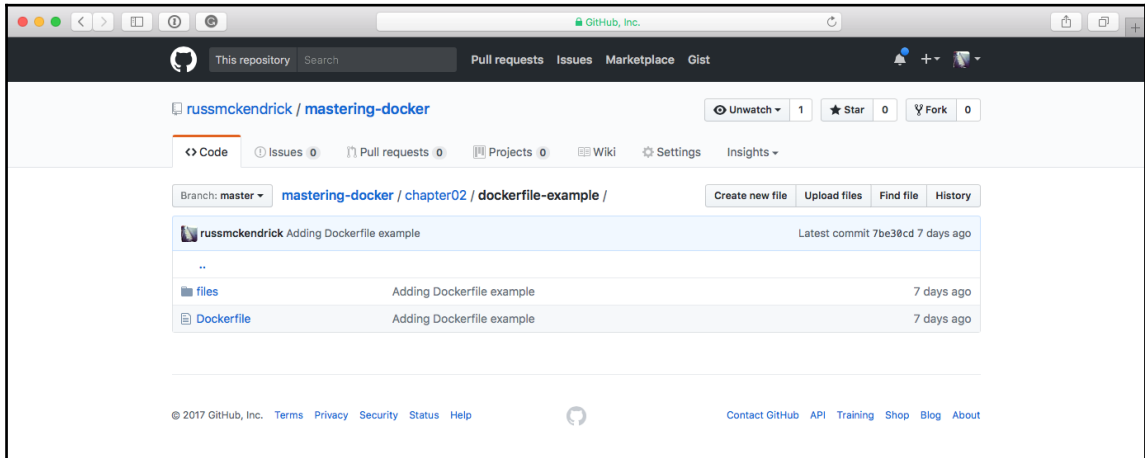 GitHub, Inc.
This repository Search Pull requests Issues Marketplace Gist
russmckendrick / mastering-docker Unwatch 1 Star 0 Fork 0
Code Issues 0 Pull requests 0 Projects 0 Wiki Settings Insights
Branch: master mastering-docker / chapter02 / dockerfile-example / Create new file Upload files Find file History
russmckendrick Adding Dockerfile example Latest commit 7be30cd 7 days ago
..
files Adding Dockerfile example 7 days ago
Dockerfile Adding Dockerfile example 7 days ago
© 2017 GitHub, Inc. Terms Privacy Security Status Help Contact GitHub API Training Shop Blog About